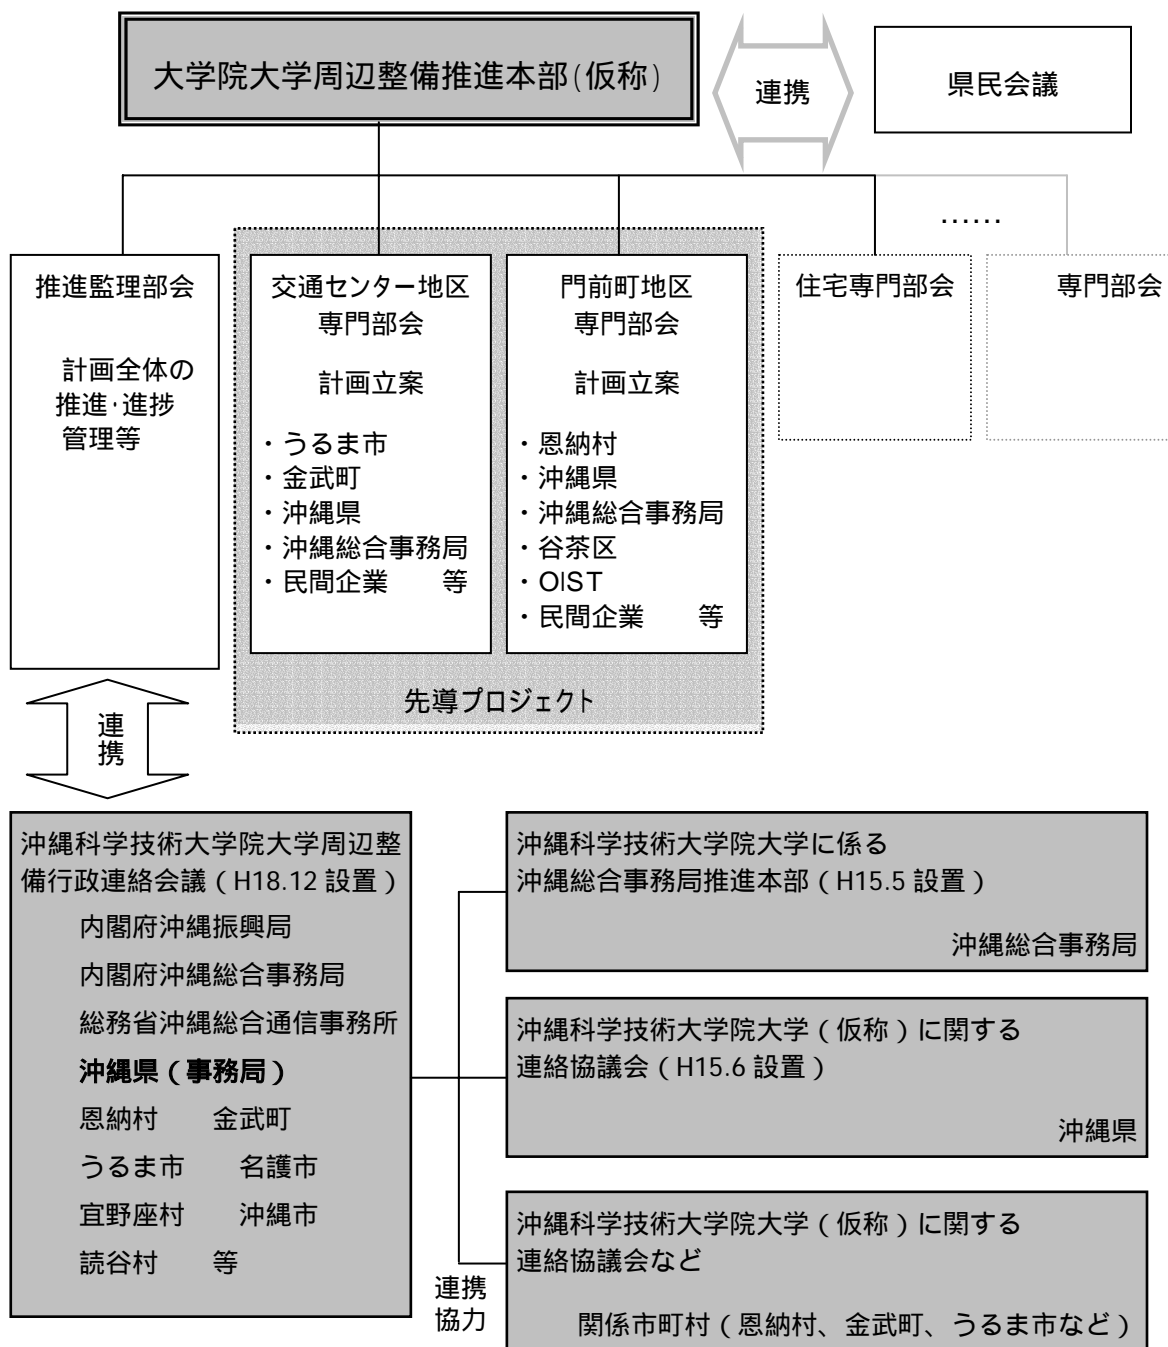 大学院大学周辺整備推進本部(仮称)
連携
県民会議
……
推進監理部会
計画全体の
推進・進捗
管理等
交通センター地区
専門部会
計画立案
・うるま市
・金武町
・沖縄県
・沖縄総合事務局
・民間企業　等
門前町地区
専門部会
計画立案
・恩納村
・沖縄県
・沖縄総合事務局
・谷茶区
・OIST
・民間企業　等
住宅専門部会
専門部会
先導プロジェクト
連携
沖縄科学技術大学院大学周辺整
備行政連絡会議（H18.12 設置）
内閣府沖縄振興局
内閣府沖縄総合事務局
総務省沖縄総合通信事務所
沖縄県（事務局）
恩納村　金武町
うるま市　名護市
宜野座村　沖縄市
読谷村　等
連携
協力
沖縄科学技術大学院大学に係る
沖縄総合事務局推進本部（H15.5 設置）
沖縄総合事務局
沖縄科学技術大学院大学（仮称）に関する
連絡協議会（H15.6 設置）
沖縄県
沖縄科学技術大学院大学（仮称）に関する
連絡協議会など
関係市町村（恩納村、金武町、うるま市など）